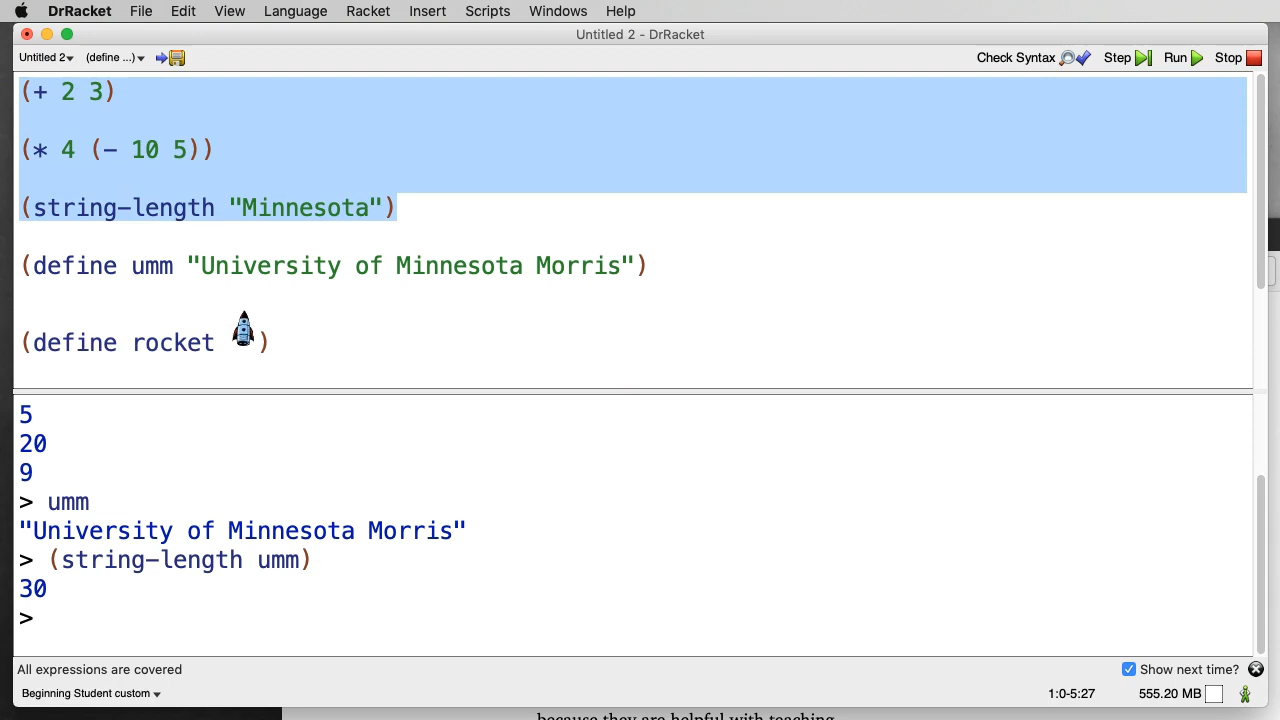 DrRacket File Edit View Language Racket Insert Scripts Windows Help
Untitled 2 - DrRacket
Untitled 2 (define ...) Check Syntax Step Run Stop
(+ 2 3)
(* 4 (- 10 5))
(string-length "Minnesota")
(define umm "University of Minnesota Morris")
(define rocket )
5
20
9
> umm
"University of Minnesota Morris"
> (string-length umm)
30
>
All expressions are covered Show next time?
Beginning Student custom 1:0-5:27 555.20 MB
because they are helpful with teaching